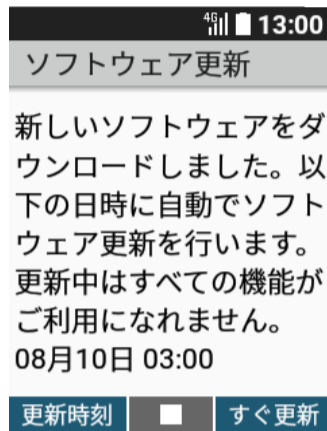 4G 13:00
ソフトウェア更新
新しいソフトウェアをダ
ウンロードしました。以
下の日時に自動でソフト
ウェア更新を行います。
更新中はすべての機能が
ご利用になれません。
08月10日 03:00
更新時刻 すぐ更新